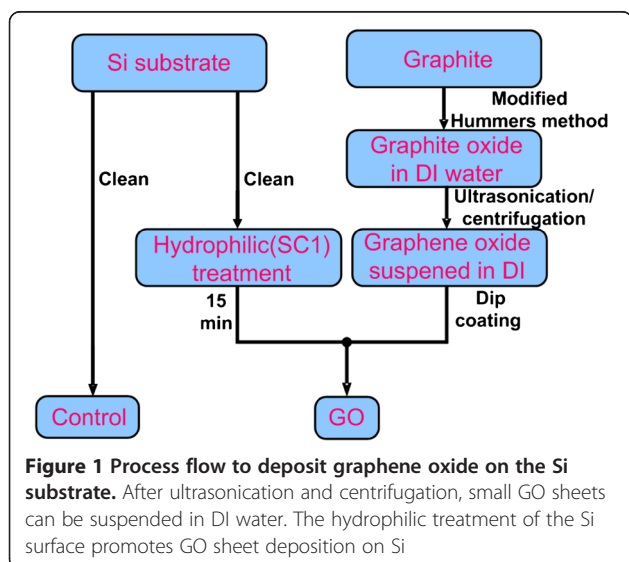 Si substrate
Graphite
Modified
Hummers method
Graphite oxide
in DI water
Clean
Clean
Ultrasonication/
centrifugation
Hydrophilic(SC1)
treatment
Graphene oxide
suspened in DI
15
min
Dip
coating
Control
GO
Figure 1 Process flow to deposit graphene oxide on the Si
substrate. After ultrasonication and centrifugation, small GO sheets
can be suspended in DI water. The hydrophilic treatment of the Si
surface promotes GO sheet deposition on Si